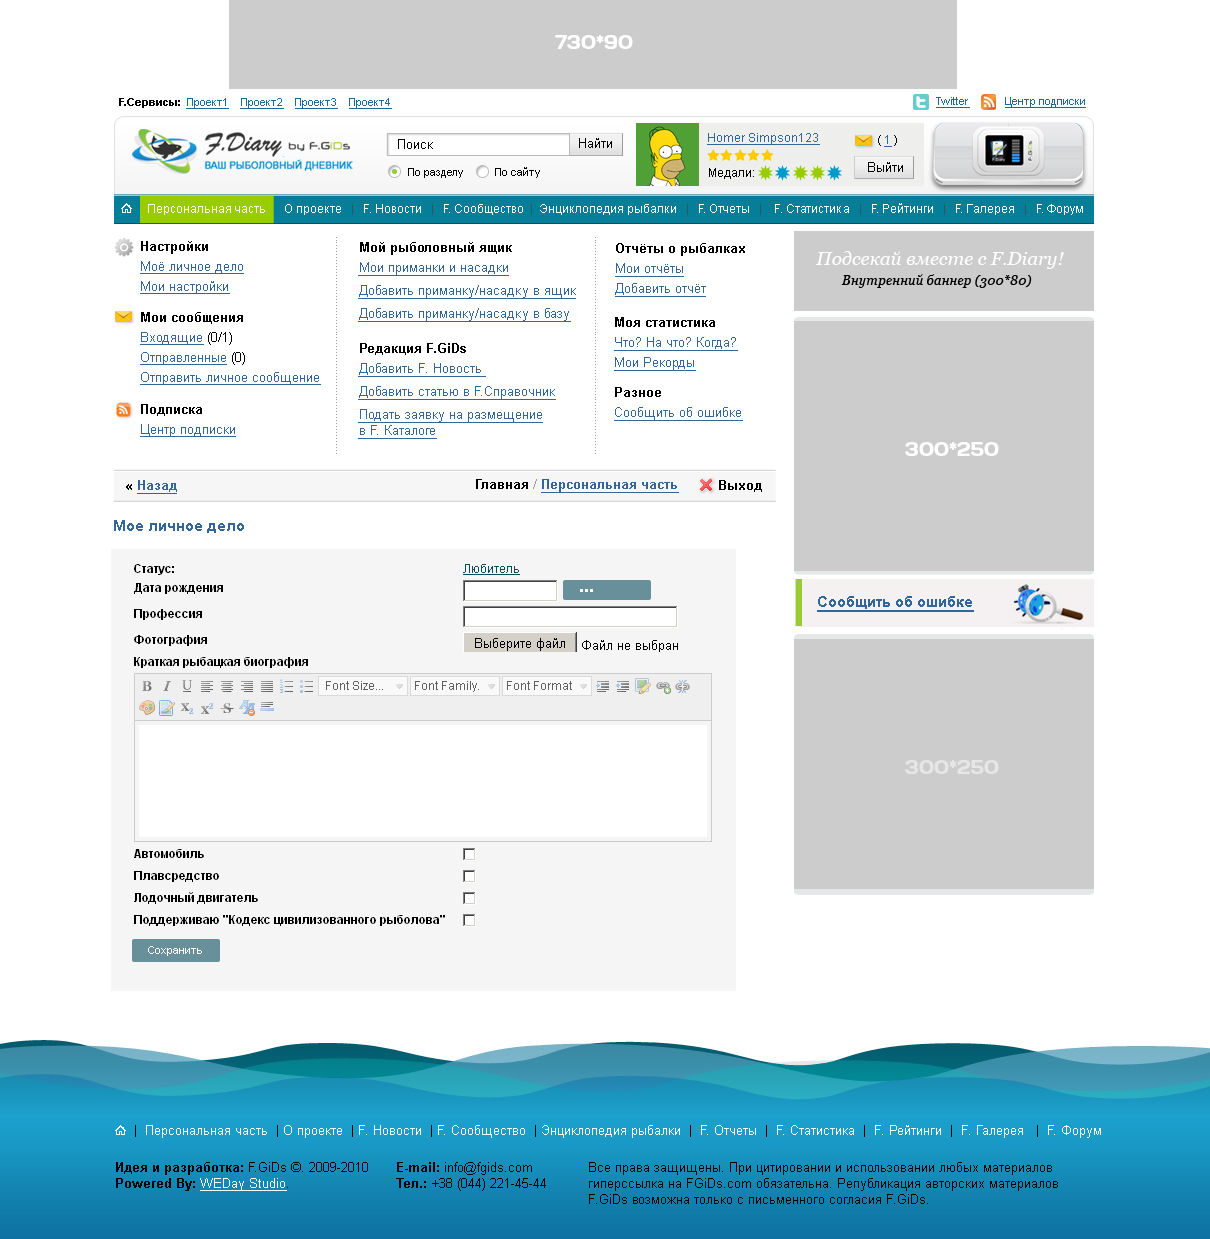 730*90
F.Сервисы: Проект1 Проект2 Проект3 Проект4
Twitter Центр подписки
F.Diary by F.GiDs
ВАШ РЫБОЛОВНЫЙ ДНЕВНИК
Поиск Найти
По разделу По сайту
Homer Simpson123
Медали:
( 1 )
Выйти
Персональная часть О проекте F. Новости F. Сообщество Энциклопедия рыбалки F. Отчеты F. Статистика F. Рейтинги F. Галерея F. Форум
Настройки
Моё личное дело
Мои настройки
Мои сообщения
Входящие (0/1)
Отправленные (0)
Отправить личное сообщение
Подписка
Центр подписки
Мой рыболовный ящик
Мои приманки и насадки
Добавить приманку/насадку в ящик
Добавить приманку/насадку в базу
Редакция F.GiDs
Добавить F. Новость
Добавить статью в F.Справочник
Подать заявку на размещение
в F. Каталоге
Отчёты о рыбалках
Мои отчёты
Добавить отчёт
Моя статистика
Что? На что? Когда?
Мои Рекорды
Разное
Сообщить об ошибке
Подсекай вместе с F.Diary!
Внутренний баннер (300*80)
300*250
« Назад
Главная / Персональная часть
Выход
Мое личное дело
Статус: Любитель
Дата рождения ...
Профессия
Фотография Выберите файл Файл не выбран
Краткая рыбацкая биография
B I U Font Size... Font Family. Font Format
X2 X2 S
Автомобиль
Плавсредство
Лодочный двигатель
Поддерживаю "Кодекс цивилизованного рыболова"
Сохранить
Сообщить об ошибке
300*250
Персональная часть | О проекте | F. Новости | F. Сообщество | Энциклопедия рыбалки | F. Отчеты | F. Статистика | F. Рейтинги | F. Галерея | F. Форум
Идея и разработка: F.GiDs ©. 2009-2010
Powered By: WEDay Studio
E-mail: info@fgids.com
Тел.: +38 (044) 221-45-44
Все права защищены. При цитировании и использовании любых материалов
гиперссылка на FGiDs.com обязательна. Републикация авторских материалов
F.GiDs возможна только с письменного согласия F.GiDs.